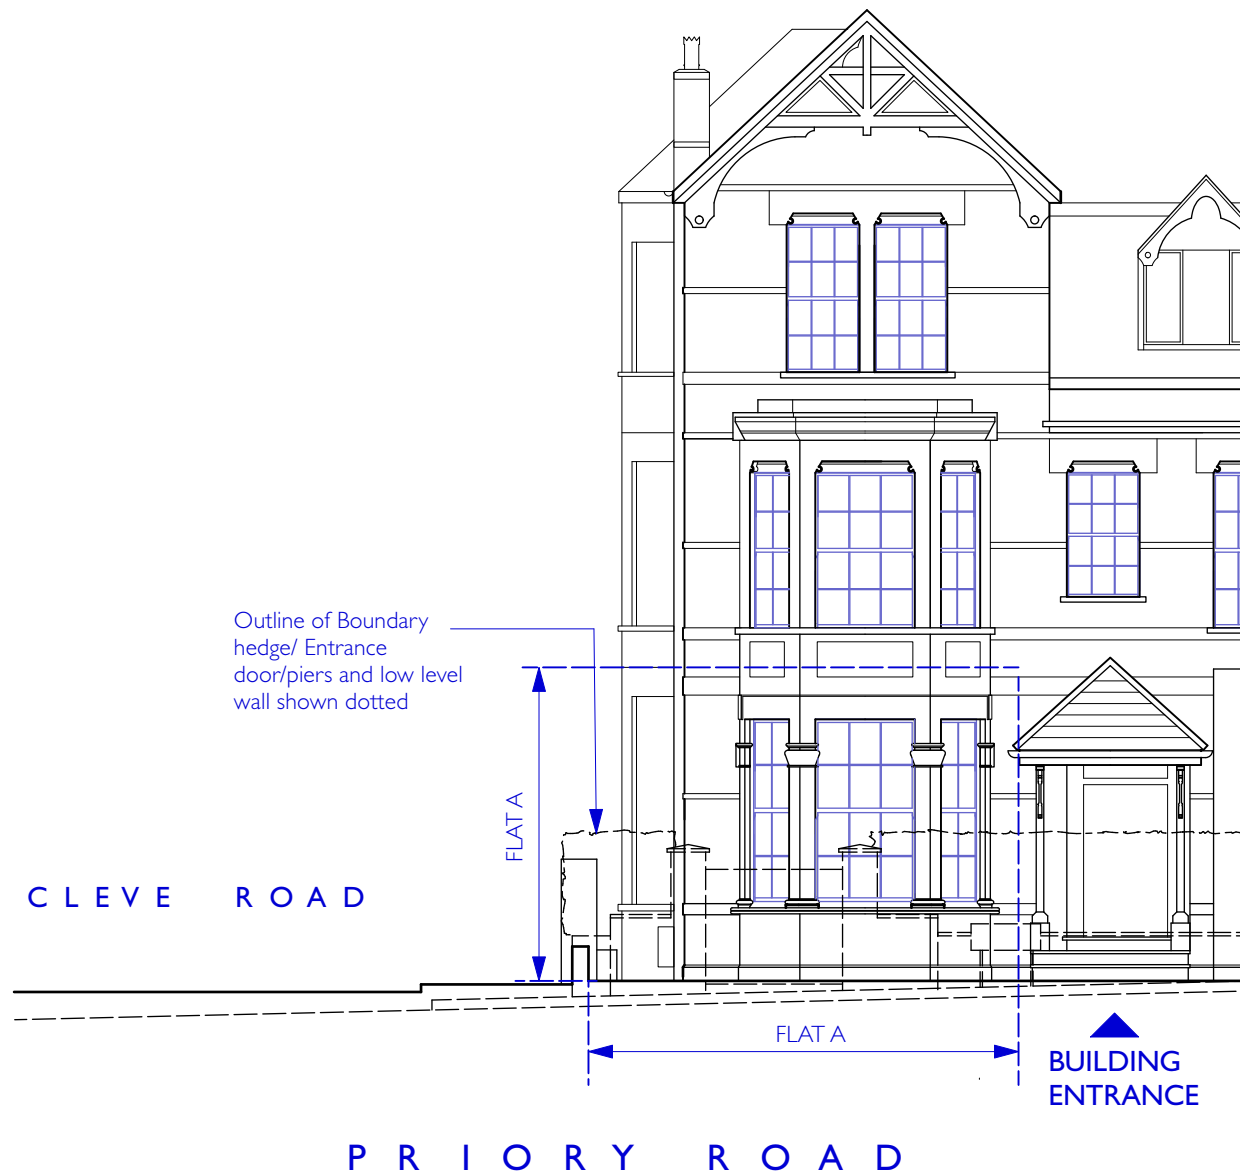 Outline of Boundary
hedge/ Entrance
door/piers and low level
wall shown dotted
FLAT A
CLEVE ROAD
FLAT A
BUILDING
ENTRANCE
PRIORY ROAD